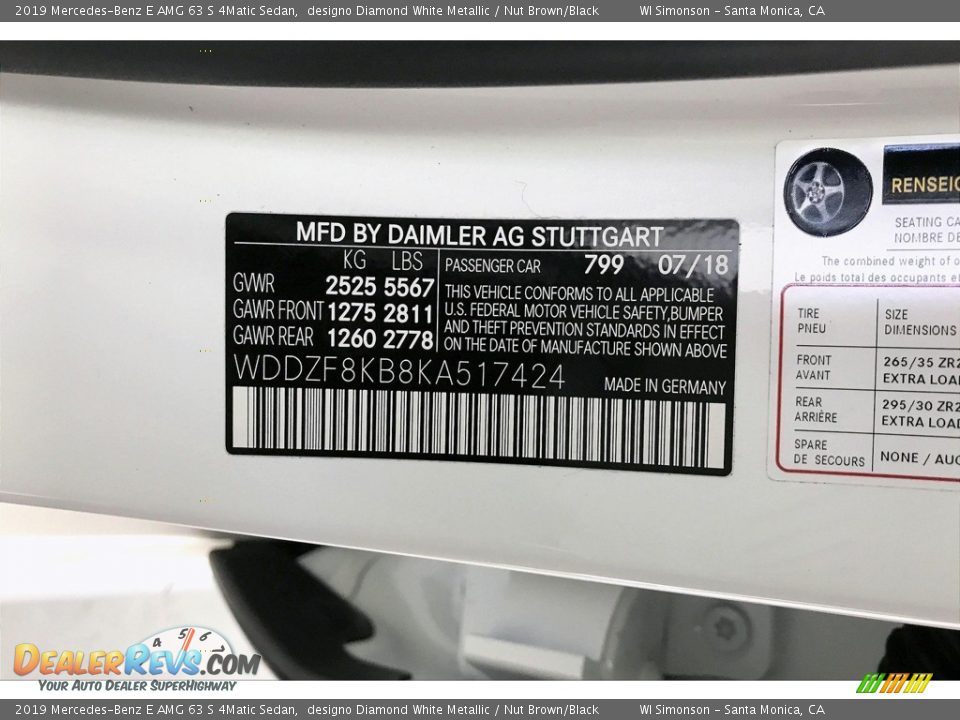 2019 Mercedes-Benz E AMG 63 S 4Matic Sedan, designo Diamond White Metallic / Nut Brown/Black WI Simonson - Santa Monica, CA
MFD BY DAIMLER AG STUTTGART
KG LBS
GVWR 2525 5567
GAWR FRONT 1275 2811
GAWR REAR 1260 2778
PASSENGER CAR 799 07/18
THIS VEHICLE CONFORMS TO ALL APPLICABLE
U.S. FEDERAL MOTOR VEHICLE SAFETY,BUMPER
AND THEFT PREVENTION STANDARDS IN EFFECT
ON THE DATE OF MANUFACTURE SHOWN ABOVE
WDDZF8KB8KA517424 MADE IN GERMANY
RENSEIG
SEATING CA
NOMBRE DE
The combined weight of o
Le poids total des occupants e
TIRE
PNEU
SIZE
DIMENSIONS
FRONT
AVANT
265/35 ZR2
EXTRA LOA
REAR
ARRIÈRE
295/30 ZR2
EXTRA LOAD
SPARE
DE SECOURS
NONE / AUC
4 5 6
DealerRevs.com
Your Auto Dealer SuperHighway
2019 Mercedes-Benz E AMG 63 S 4Matic Sedan, designo Diamond White Metallic / Nut Brown/Black WI Simonson - Santa Monica, CA